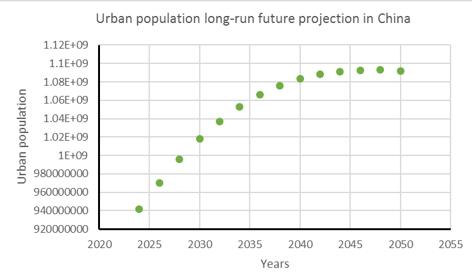 Urban population long-run future projection in China
1.12E+09
1.1E+09
1.08E+09
1.06E+09
1.04E+09
1.02E+09
1E+09
980000000
960000000
940000000
920000000
Urban population
2020 2025 2030 2035 2040 2045 2050 2055
Years